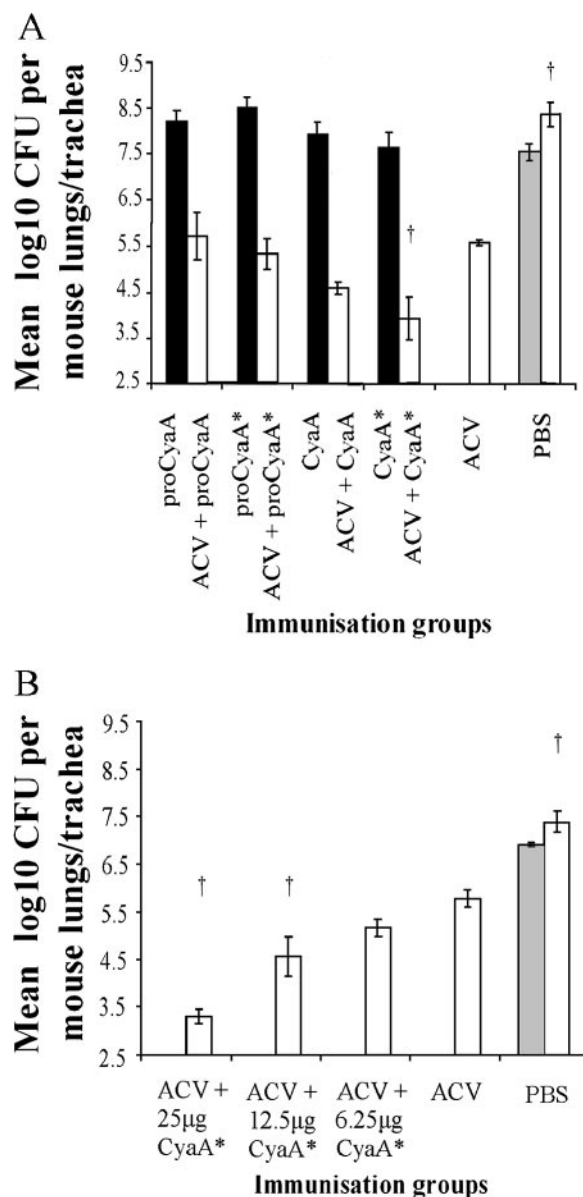 A
Mean log10 CFU per
mouse lungs/trachea
9.5
8.5
7.5
6.5
5.5
4.5
3.5
2.5
†
†
proCyaA
ACV + proCyaA
proCyaA*
ACV + proCyaA*
CyaA
ACV + CyaA
CyaA*
ACV + CyaA*
ACV
PBS
Immunisation groups
B
Mean log10 CFU per
mouse lungs/trachea
9.5
8.5
7.5
6.5
5.5
4.5
3.5
2.5
†
†
†
ACV +
25µg
CyaA*
ACV +
12.5µg
CyaA*
ACV +
6.25µg
CyaA*
ACV
PBS
Immunisation groups